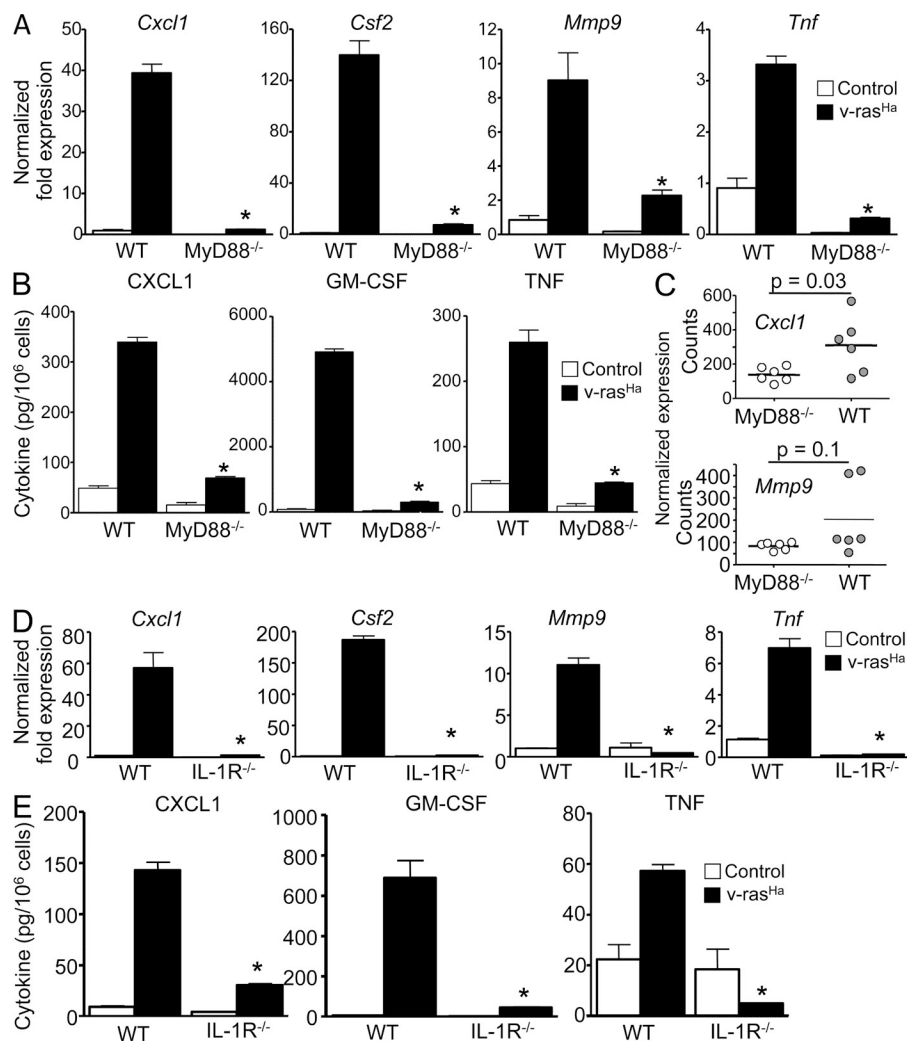 A
Cxcl1
Csf2
Mmp9
Tnf
Normalized
fold expression
50
40
30
20
10
0
160
120
80
40
0
12
10
8
6
4
2
0
4
3
2
1
0
Control
v-rasHa
*
*
*
*
WT MyD88-/-
WT MyD88-/-
WT MyD88-/-
WT MyD88-/-
B
CXCL1
GM-CSF
TNF
Cytokine (pg/106 cells)
400
300
200
100
0
6000
4000
2000
0
300
200
100
0
Control
v-rasHa
*
*
*
WT MyD88-/-
WT MyD88-/-
WT MyD88-/-
C
p = 0.03
Cxcl1
Normalized expression
Counts
600
400
200
0
MyD88-/- WT
p = 0.1
Mmp9
Counts
400
300
200
100
0
MyD88-/- WT
D
Cxcl1
Csf2
Mmp9
Tnf
Normalized
fold expression
80
60
40
20
0
200
150
100
50
0
15
10
5
0
8
6
4
2
0
Control
v-rasHa
*
*
*
*
WT IL-1R-/-
WT IL-1R-/-
WT IL-1R-/-
WT IL-1R-/-
E
CXCL1
GM-CSF
TNF
Cytokine (pg/106 cells)
200
150
100
50
0
1000
800
600
400
200
0
80
60
40
20
0
Control
v-rasHa
*
*
*
WT IL-1R-/-
WT IL-1R-/-
WT IL-1R-/-